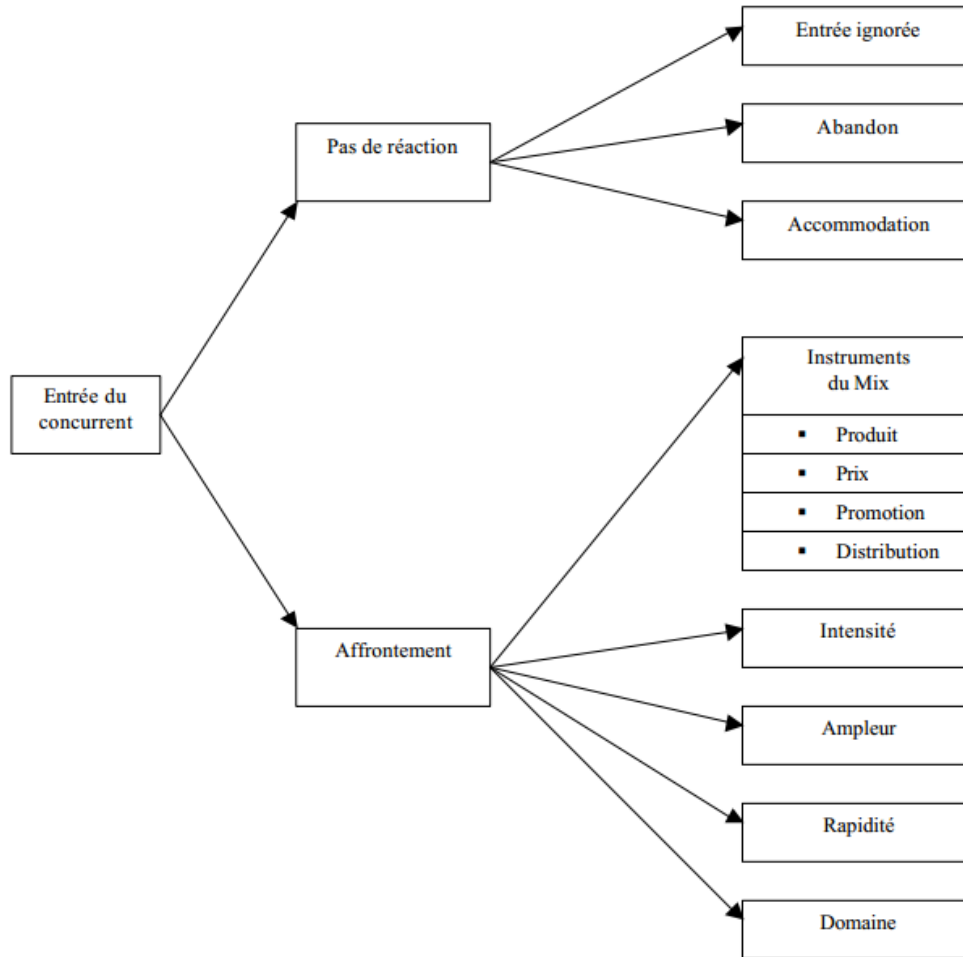 Entrée ignorée
Abandon
Pas de réaction
Accommodation
Entrée du
concurrent
Instruments
du Mix
▪ Produit
▪ Prix
▪ Promotion
▪ Distribution
Affrontement
Intensité
Ampleur
Rapidité
Domaine